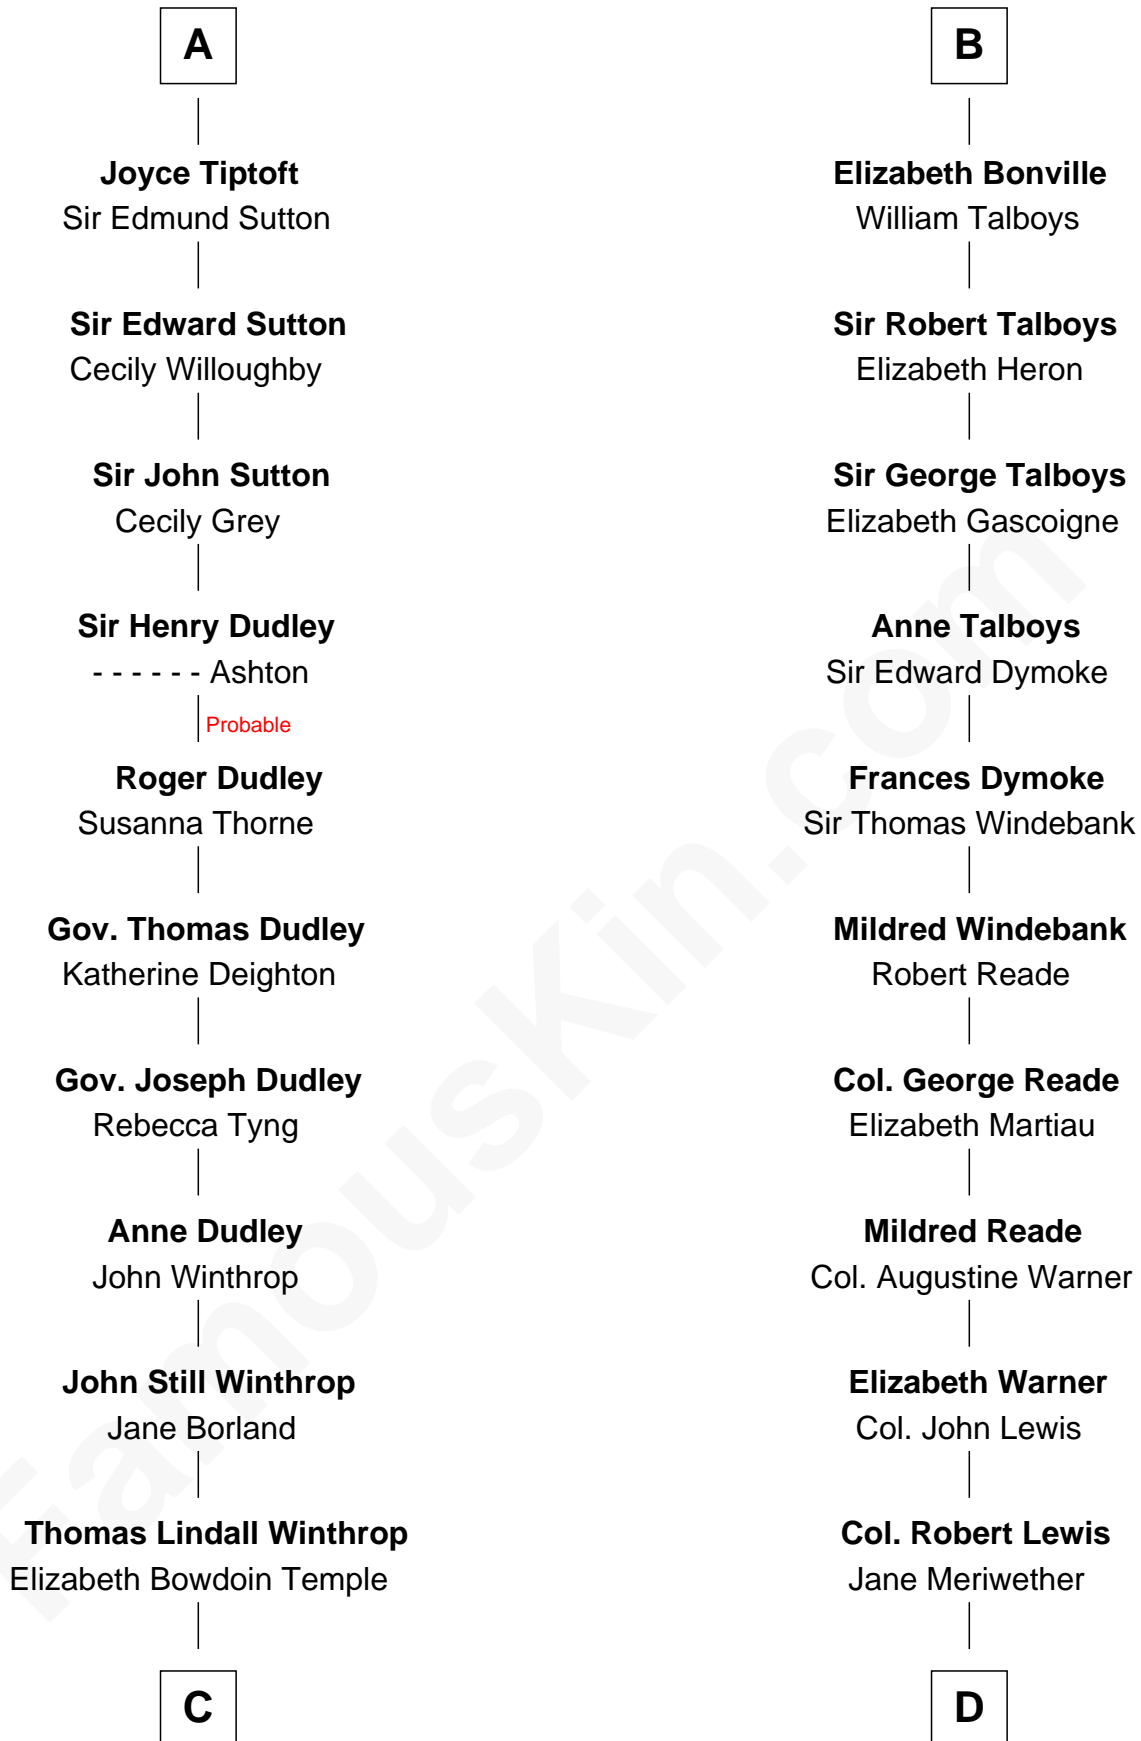 A
Joyce Tiptoft
Sir Edmund Sutton
Sir Edward Sutton
Cecily Willoughby
Sir John Sutton
Cecily Grey
Sir Henry Dudley
- - - - - - Ashton
Probable
Roger Dudley
Susanna Thorne
Gov. Thomas Dudley
Katherine Deighton
Gov. Joseph Dudley
Rebecca Tyng
Anne Dudley
John Winthrop
John Still Winthrop
Jane Borland
Thomas Lindall Winthrop
Elizabeth Bowdoin Temple
C
B
Elizabeth Bonville
William Talboys
Sir Robert Talboys
Elizabeth Heron
Sir George Talboys
Elizabeth Gascoigne
Anne Talboys
Sir Edward Dymoke
Frances Dymoke
Sir Thomas Windebank
Mildred Windebank
Robert Reade
Col. George Reade
Elizabeth Martiau
Mildred Reade
Col. Augustine Warner
Elizabeth Warner
Col. John Lewis
Col. Robert Lewis
Jane Meriwether
D
FamousKin.com